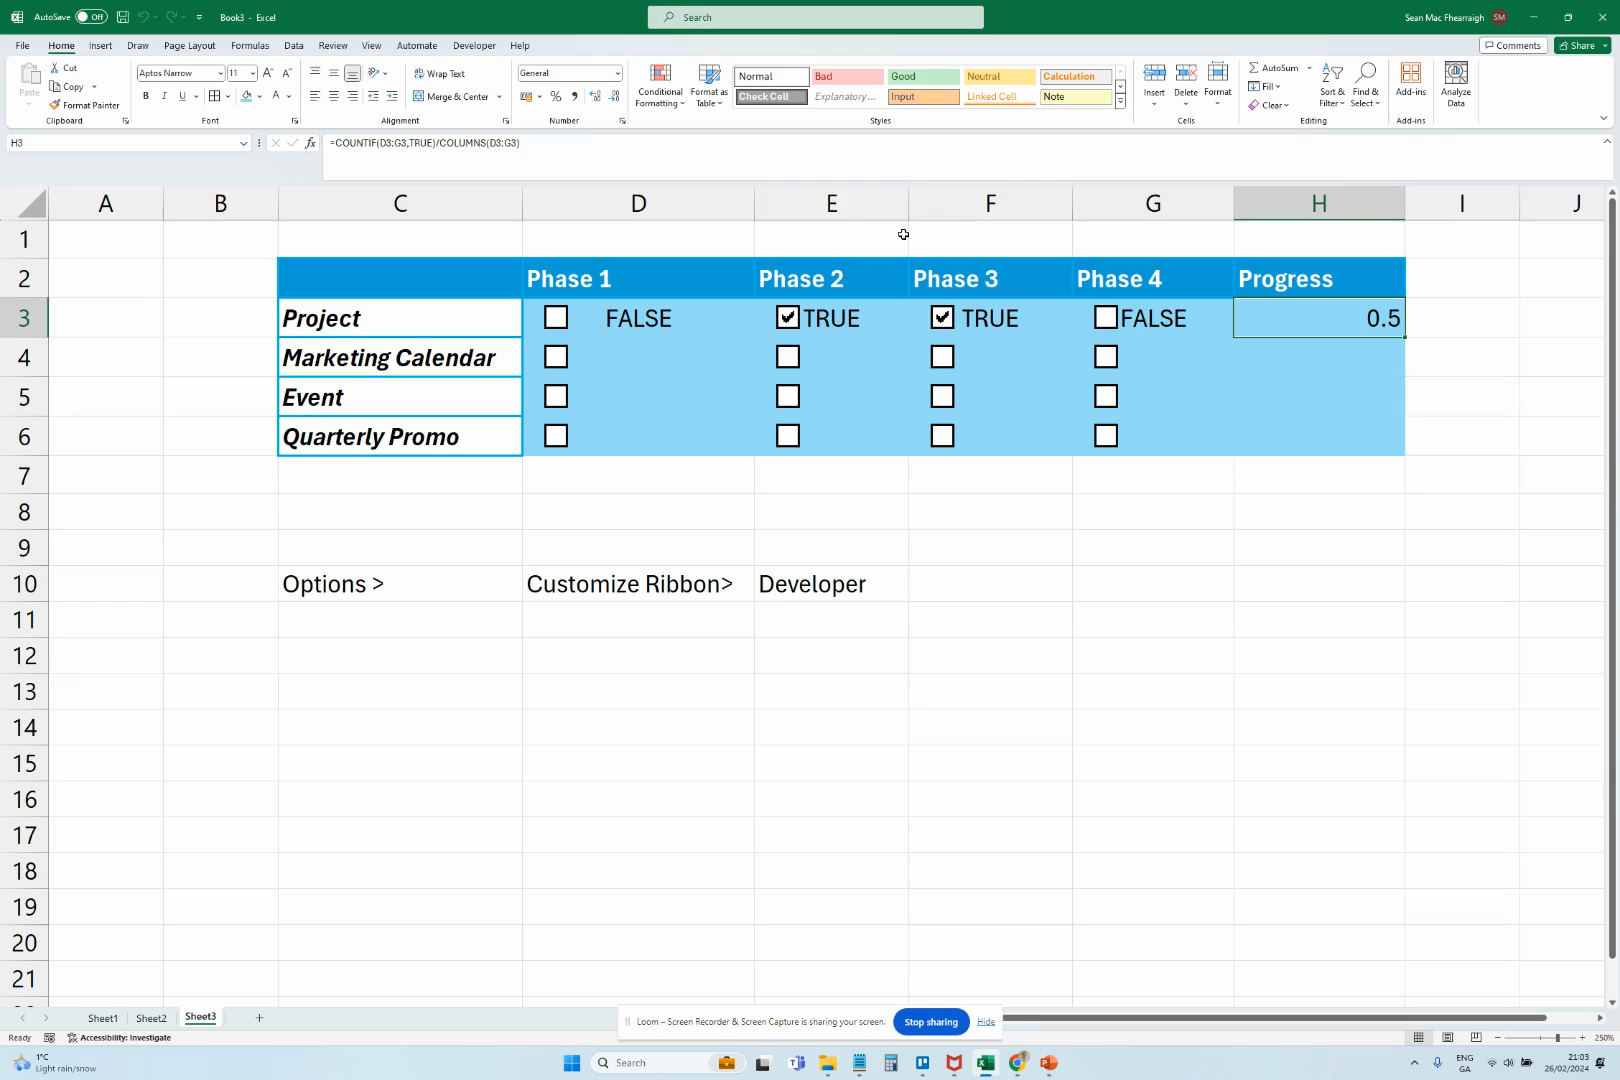 AutoSave Off Book3 - Excel Search Sean Mac Fhearraigh SM
File Home Insert Draw Page Layout Formulas Data Review View Automate Developer Help Comments Share
Paste Cut Copy Format Painter Clipboard
Aptos Narrow 11 A A B I U A Font
Wrap Text Merge & Center Alignment
General % , Number
Conditional Formatting Format as Table Normal Bad Good Neutral Calculation
Check Cell Explanatory... Input Linked Cell Note Styles
Insert Delete Format Cells
AutoSum Fill Clear Sort & Filter Find & Select Editing
Add-ins Add-ins Analyze Data
H3 fx =COUNTIF(D3:G3,TRUE)/COLUMNS(D3:G3)
A B C D E F G H I J
1
2 Phase 1 Phase 2 Phase 3 Phase 4 Progress
3 Project FALSE TRUE TRUE FALSE 0.5
4 Marketing Calendar
5 Event
6 Quarterly Promo
7
8
9
10 Options > Customize Ribbon> Developer
11
12
13
14
15
16
17
18
19
20
21
Sheet1 Sheet2 Sheet3
Loom – Screen Recorder & Screen Capture is sharing your screen. Stop sharing Hide
Ready Accessibility: Investigate 250%
1°C
Light rain/snow
Search
ENG
GA
21:03
26/02/2024